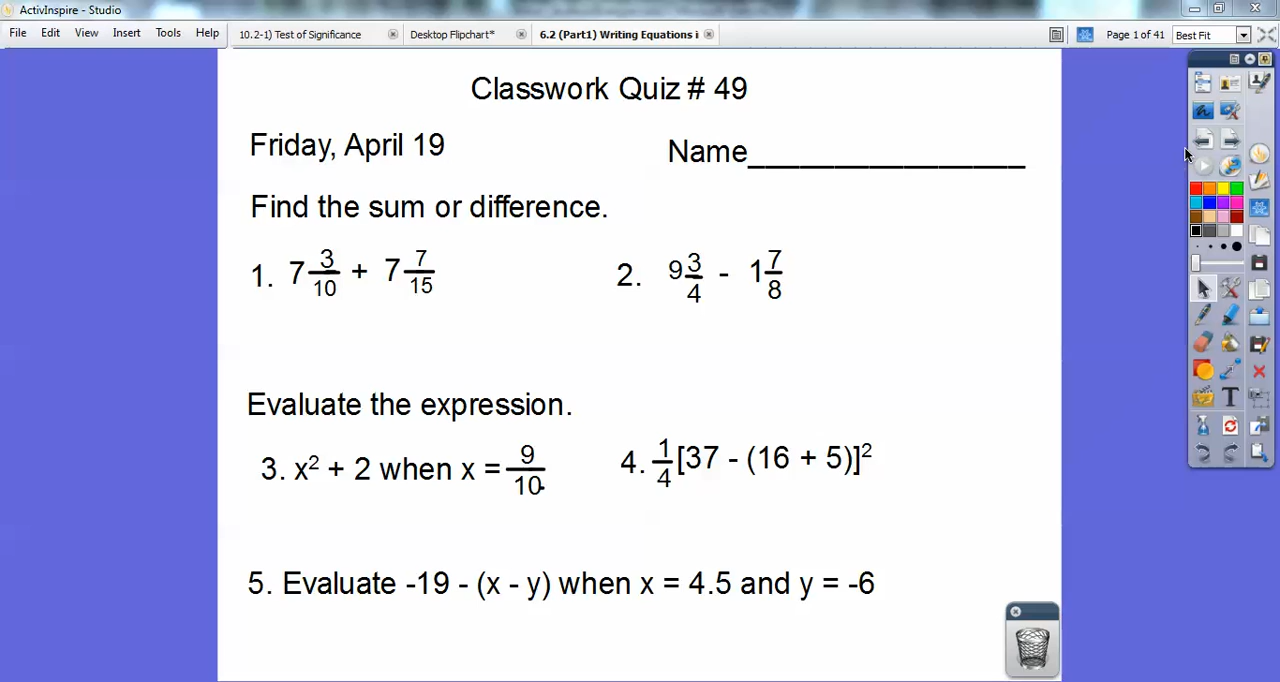 ActivInspire - Studio
File Edit View Insert Tools Help 10.2-1) Test of Significance Desktop Flipchart* 6.2 (Part1) Writing Equations i Page 1 of 41 Best Fit
Classwork Quiz # 49
Friday, April 19 Name________________
Find the sum or difference.
1. 7 3/10 + 7 7/15 2. 9 3/4 - 1 7/8
Evaluate the expression.
3. x² + 2 when x = 9/10. 4. 1/4[37 - (16 + 5)]²
5. Evaluate -19 - (x - y) when x = 4.5 and y = -6